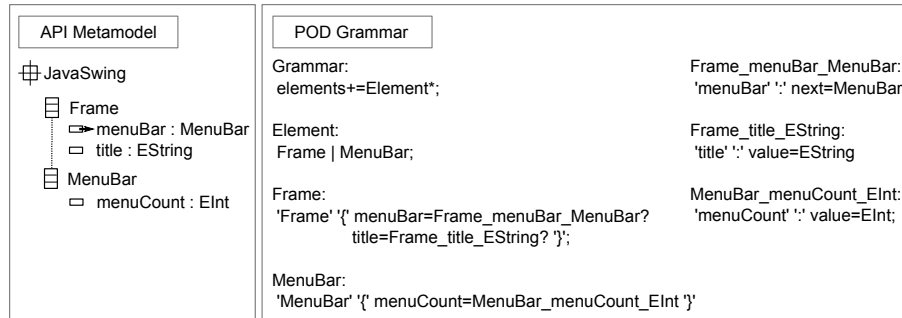 API Metamodel
JavaSwing
Frame
menuBar : MenuBar
title : EString
MenuBar
menuCount : EInt
POD Grammar
Grammar:
elements+=Element*;
Element:
Frame | MenuBar;
Frame:
'Frame' '{' menuBar=Frame_menuBar_MenuBar?
title=Frame_title_EString? '}';
MenuBar:
'MenuBar' '{' menuCount=MenuBar_menuCount_EInt '}'
Frame_menuBar_MenuBar:
'menuBar' ':' next=MenuBar
Frame_title_EString:
'title' ':' value=EString
MenuBar_menuCount_EInt:
'menuCount' ':' value=EInt;